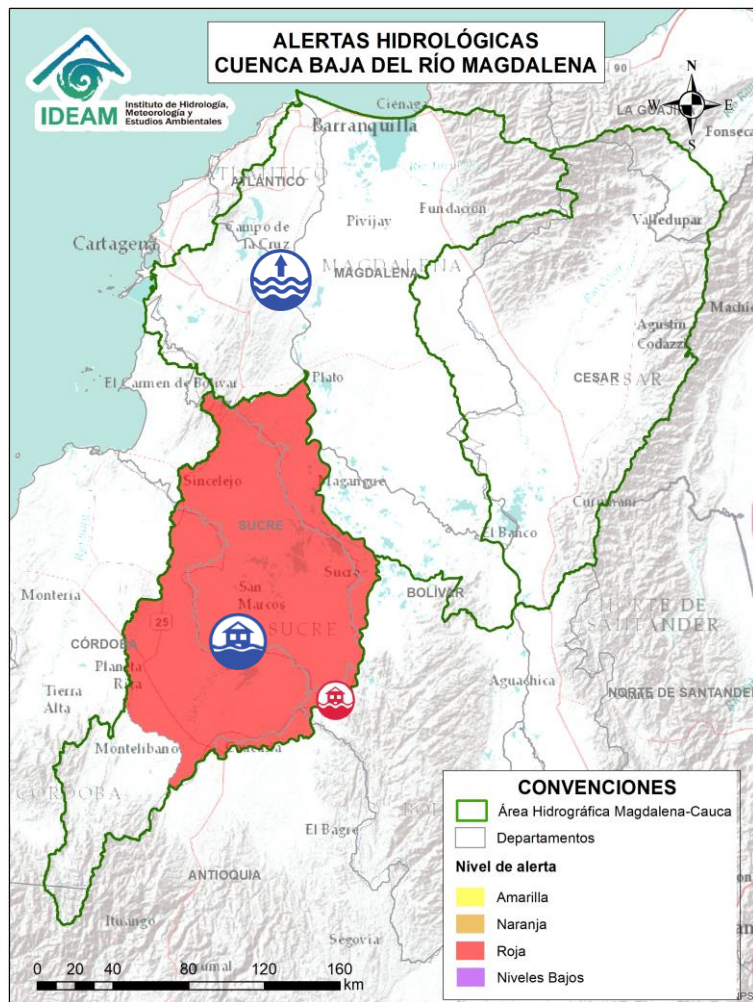 ALERTAS HIDROLÓGICAS
CUENCA BAJA DEL RÍO MAGDALENA
IDEAM
Instituto de Hidrología,
Meteorología y
Estudios Ambientales
N
W E
S
90
LA GUAJI
Fonseca
Ciénaga
Barranquilla
ATLÁNTICO
Valledupar
Fundación
Pivijay
Campo de
la Cruz
Cartagena
MAGDALENA
MAGDALENA
Agustín
Codazzi
CESAR
El Carmen de Bolívar
Plato
Sincelejo
Magangue
Curumaní
SUCRE
El Banco
Sucre
San
Marcos
BOLÍVAR
Montería
25
SUCRE
NORTE DE
SANTANDER
CÓRDOBA
Planeta
Rica
Tierra
Alta
Aguachica
NORTE DE SANTANDER
Montelibano
CÓRDOBA
El Bagre
ANTIOQUIA
Ituango
Segovia
CONVENCIONES
Área Hidrográfica Magdalena-Cauca
Departamentos
Nivel de alerta
Amarilla
Naranja
Roja
Niveles Bajos
0 20 40 80 120 160
km